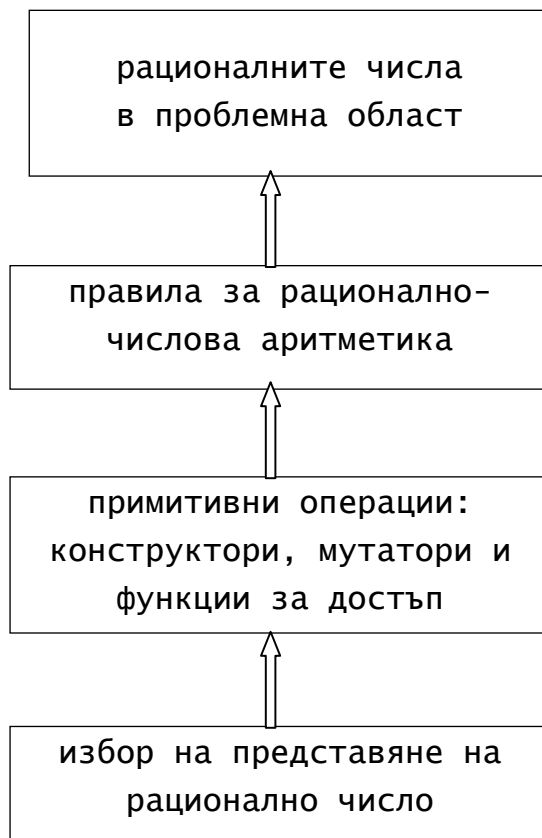 рационалните числа
в проблемна област
правила за рационално-
числова аритметика
примитивни операции:
конструктори, мутатори и
функции за достъп
избор на представяне на
рационално число